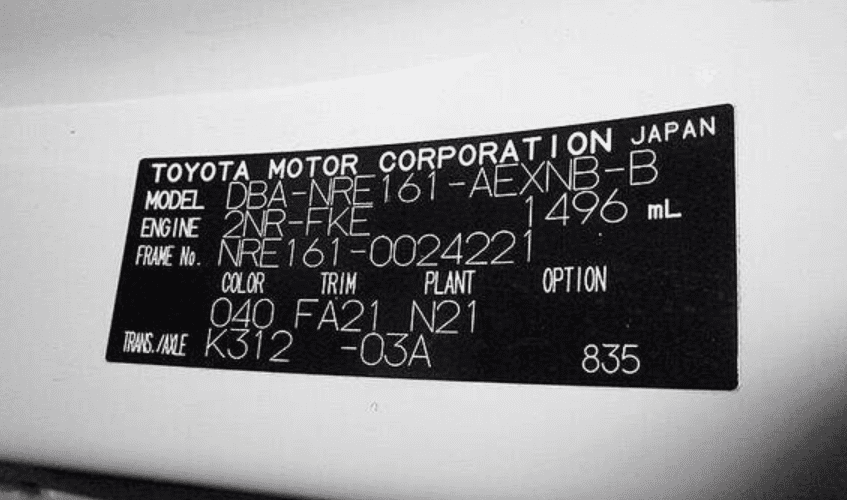 TOYOTA MOTOR CORPORATION JAPAN
MODEL DBA-NRE161-AEXNB-B
ENGINE 2NR-FKE 1496 mL
FRAME No. NRE161-0024221
COLOR TRIM PLANT OPTION
040 FA21 N21
TRANS./AXLE K312 -03A 835